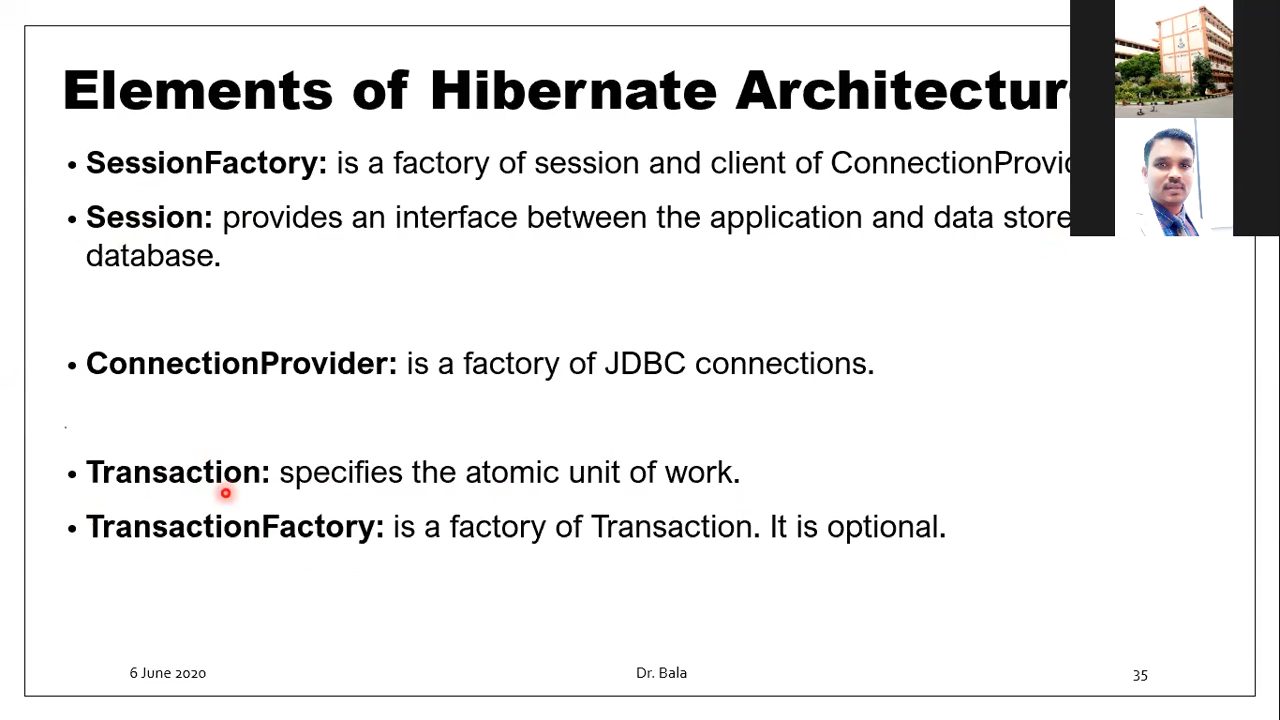 Elements of Hibernate Architectur
• SessionFactory: is a factory of session and client of
• Session: provides an interface between the application and data store
database.
• ConnectionProvider: is a factory of JDBC connections.
• Transaction: specifies the atomic unit of work.
• TransactionFactory: is a factory of Transaction. It is optional.
6 June 2020
Dr. Bala
35